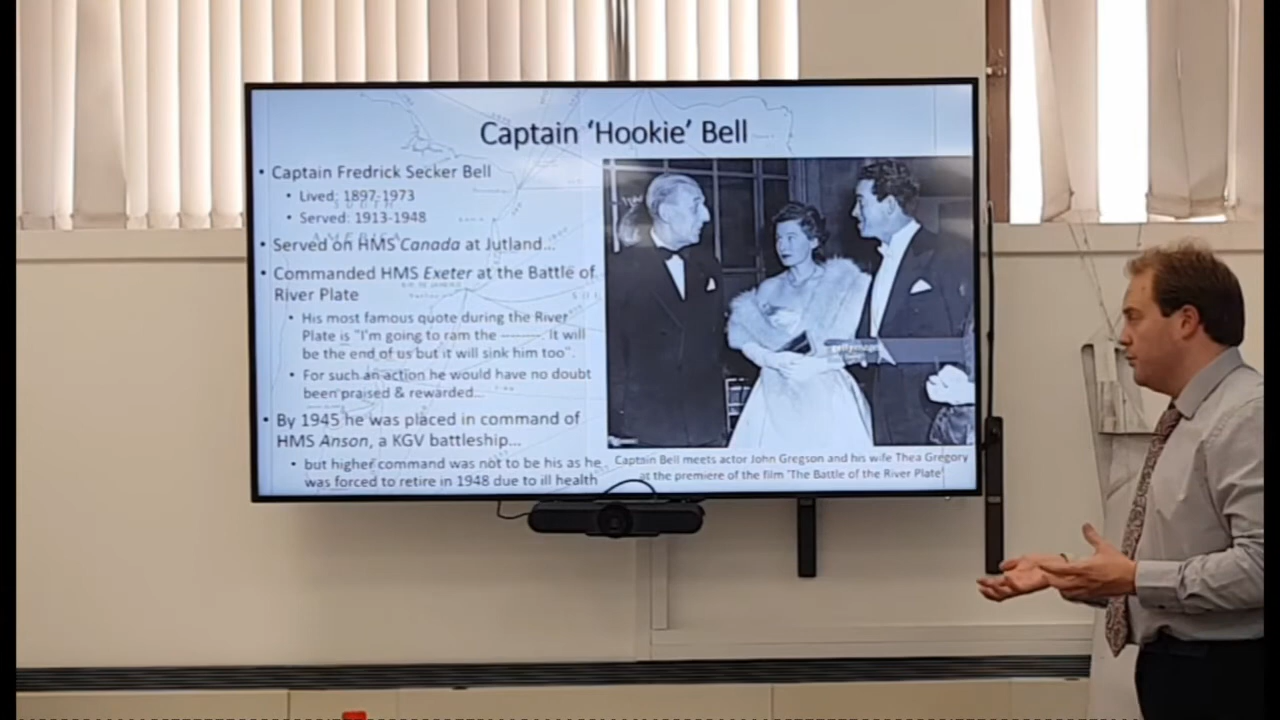 Captain ‘Hookie’ Bell
• Captain Fredrick Secker Bell
• Lived: 1897-1973
• Served: 1913-1948
• Served on HMS Canada at Jutland...
• Commanded HMS Exeter at the Battle of
River Plate
• His most famous quote during the River
Plate is "I'm going to ram the --------. It will
be the end of us but it will sink him too".
• For such an action he would have no doubt
been praised & rewarded...
• By 1945 he was placed in command of
HMS Anson, a KGV battleship...
• but higher command was not to be his as he
was forced to retire in 1948 due to ill health
gettyimages
Captain Bell meets actor John Gregson and his wife Thea Gregory
at the premiere of the film 'The Battle of the River Plate'